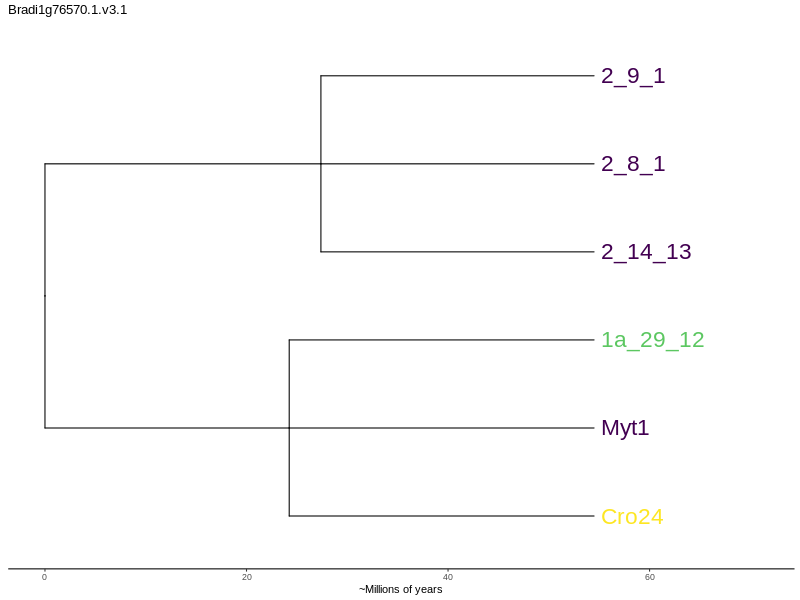 Bradi1g76570.1.v3.1
2_9_1
2_8_1
2_14_13
1a_29_12
Myt1
Cro24
0 20 40 60
~Millions of years